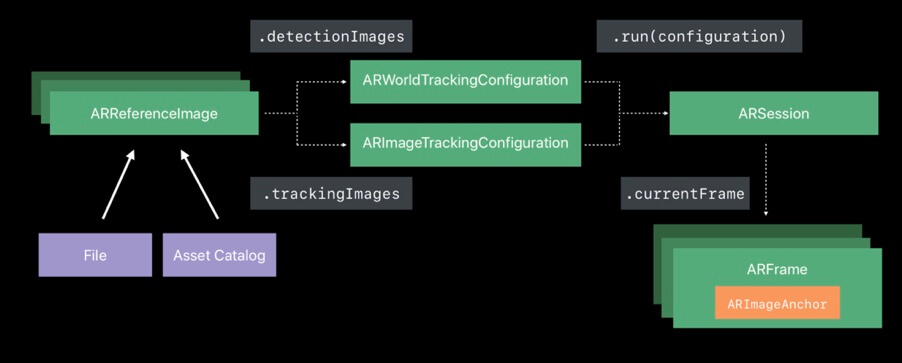 .detectionImages
.run(configuration)
ARWorldTrackingConfiguration
ARReferenceImage
ARSession
ARImageTrackingConfiguration
.trackingImages
.currentFrame
File
Asset Catalog
ARFrame
ARImageAnchor